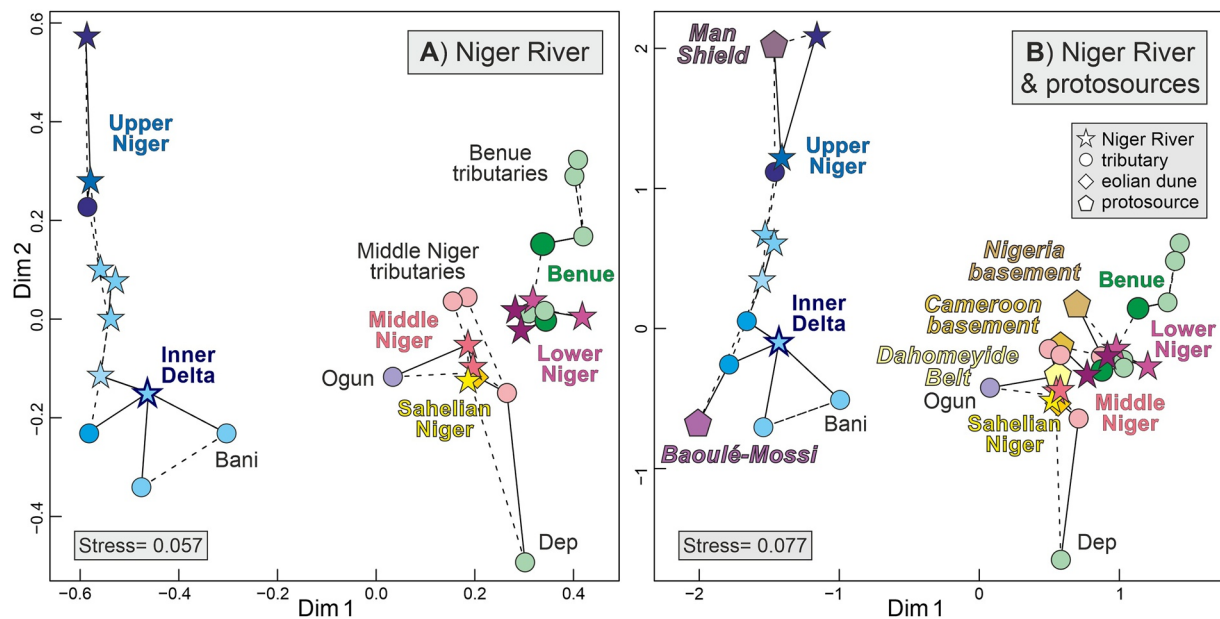 A) Niger River
Upper
Niger
Benue
tributaries
Middle Niger
tributaries
Benue
Middle
Niger
Lower
Niger
Inner
Delta
Ogun
Sahelian
Niger
Bani
Dep
Stress= 0.057
Dim 2
0.6
0.4
0.2
0.0
−0.2
−0.4
−0.6
−0.4
−0.2
0.0
0.2
0.4
Dim 1
B) Niger River
& protosources
Man
Shield
Niger River
tributary
eolian dune
protosource
Upper
Niger
Nigeria
basement
Benue
Cameroon
basement
Inner
Delta
Lower
Niger
Dahomeyide
Belt
Ogun
Middle
Niger
Sahelian
Niger
Bani
Baoulé-Mossi
Dep
Stress= 0.077
2
1
0
−1
−2
−1
0
1
Dim 1